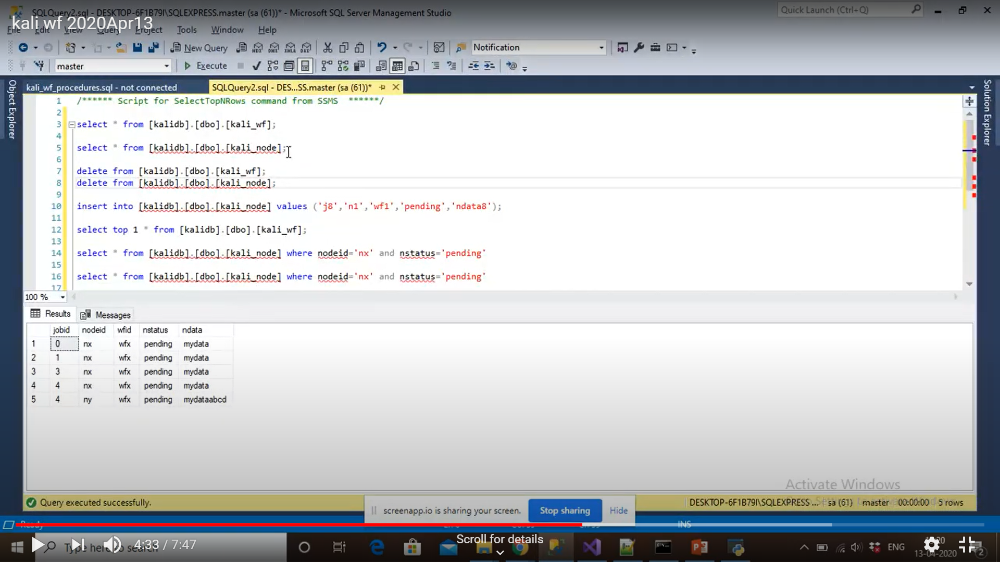 SQLQuery2.sql - DESKTOP-6F1B79I\SQLEXPRESS.master (sa (61))* - Microsoft SQL Server Management Studio
Quick Launch (Ctrl+Q)
kali wf 2020Apr13
File Edit View Query Project Tools Window Help
New Query
Notification
master
Execute
kali_wf_procedures.sql - not connected
SQLQuery2.sql - DES...SS.master (sa (61))*
Object Explorer
Solution Explorer
1 /****** Script for SelectTopNRows command from SSMS ******/
2
3 select * from [kalidb].[dbo].[kali_wf];
4
5 select * from [kalidb].[dbo].[kali_node];
6
7 delete from [kalidb].[dbo].[kali_wf];
8 delete from [kalidb].[dbo].[kali_node];
9
10 insert into [kalidb].[dbo].[kali_node] values ('j8','n1','wf1','pending','ndata8');
11
12 select top 1 * from [kalidb].[dbo].[kali_wf];
13
14 select * from [kalidb].[dbo].[kali_node] where nodeid='nx' and nstatus='pending'
15
16 select * from [kalidb].[dbo].[kali_node] where nodeid='nx' and nstatus='pending'
17
100 %
Results Messages
jobid nodeid wfid nstatus ndata
1 0 nx wfx pending mydata
2 1 nx wfx pending mydata
3 3 nx wfx pending mydata
4 4 nx wfx pending mydata
5 4 ny wfx pending mydataabcd
Activate Windows
Query executed successfully.
DESKTOP-6F1B79I\SQLEXPRESS ... sa (61) master 00:00:00 5 rows
screenapp.io is sharing your screen. Stop sharing Hide
Ready
INS
Scroll for details
Type here to search
4:33 / 7:47
ENG
13-04-2020
2